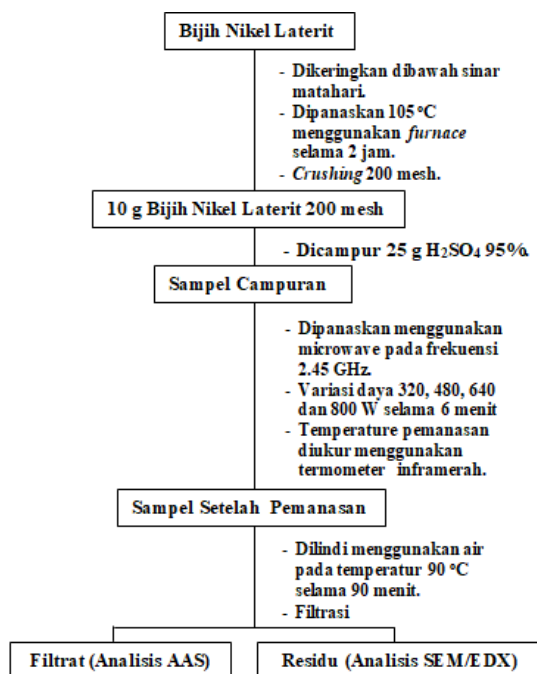 Bijih Nikel Laterit
- Dikeringkan dibawah sinar
matahari.
- Dipanaskan 105 °C
menggunakan furnace
selama 2 jam.
- Crushing 200 mesh.
10 g Bijih Nikel Laterit 200 mesh
- Dicampur 25 g H₂SO₄ 95%.
Sampel Campuran
- Dipanaskan menggunakan
microwave pada frekuensi
2.45 GHz.
- Variasi daya 320, 480, 640
dan 800 W selama 6 menit
- Temperature pemanasan
diukur menggunakan
termometer inframerah.
Sampel Setelah Pemanasan
- Dilindi menggunakan air
pada temperatur 90 °C
selama 90 menit.
- Filtrasi
Filtrat (Analisis AAS)
Residu (Analisis SEM/EDX)